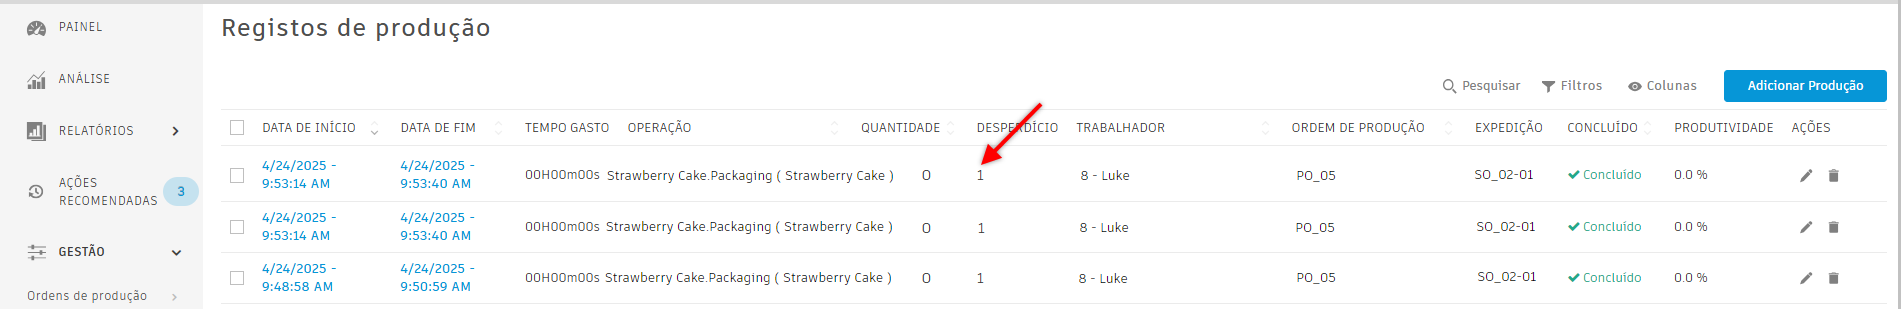 PAINEL
ANÁLISE
RELATÓRIOS
AÇÕES
RECOMENDADAS
3
GESTÃO
Ordens de produção
Registos de produção
Pesquisar Filtros Colunas Adicionar Produção
DATA DE INÍCIO DATA DE FIM TEMPO GASTO OPERAÇÃO QUANTIDADE DESPERDÍCIO TRABALHADOR ORDEM DE PRODUÇÃO EXPEDIÇÃO CONCLUÍDO PRODUTIVIDADE AÇÕES
4/24/2025 - 4/24/2025 -
9:53:14 AM 9:53:40 AM 00H00m00s Strawberry Cake.Packaging ( Strawberry Cake ) 0 1 8 - Luke PO_05 SO_02-01 Concluído 0.0 %
4/24/2025 - 4/24/2025 -
9:53:14 AM 9:53:40 AM 00H00m00s Strawberry Cake.Packaging ( Strawberry Cake ) 0 1 8 - Luke PO_05 SO_02-01 Concluído 0.0 %
4/24/2025 - 4/24/2025 -
9:48:58 AM 9:50:59 AM 00H00m00s Strawberry Cake.Packaging ( Strawberry Cake ) 0 1 8 - Luke PO_05 SO_02-01 Concluído 0.0 %